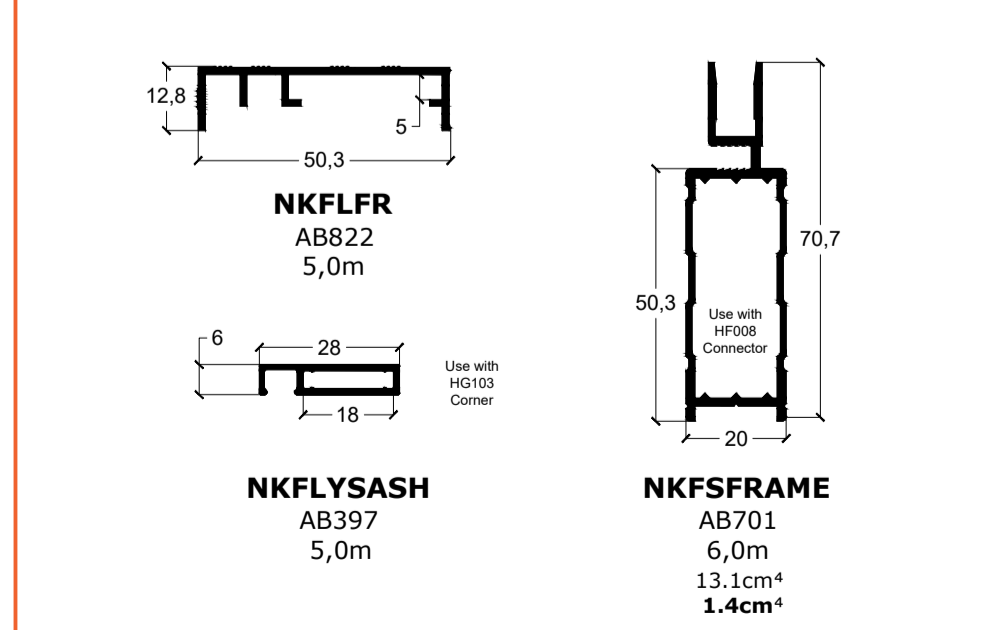 12,8
5
50,3
NKFLFR
AB822
5,0m
6
28
18
Use with
HG103
Corner
NKFLYSASH
AB397
5,0m
70,7
50,3
Use with
HF008
Connector
20
NKFSFRAME
AB701
6,0m
13.1cm⁴
1.4cm⁴